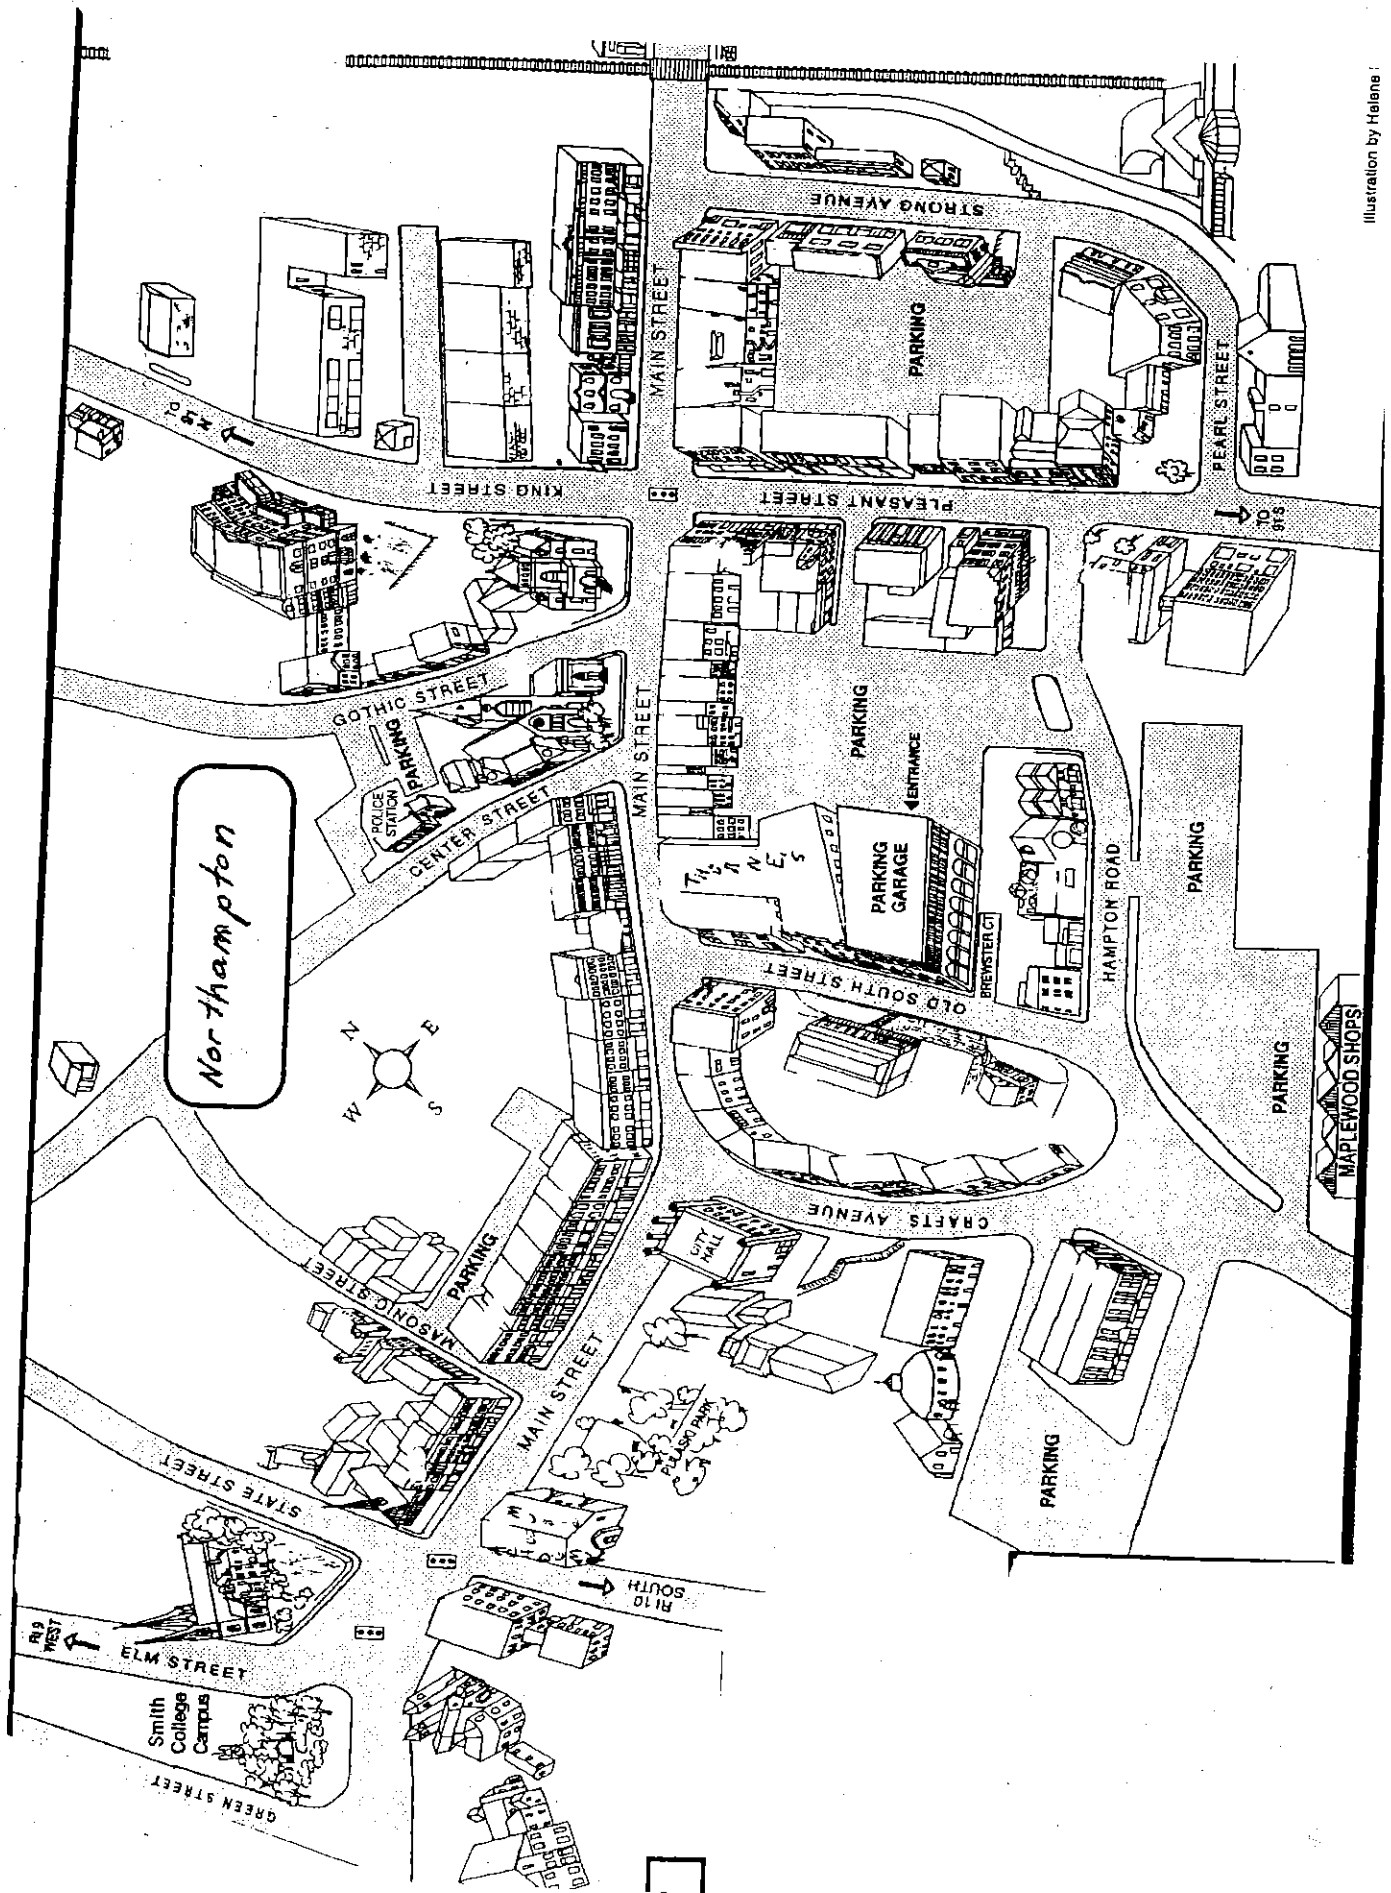 Northampton
N
E
S
W
Illustration by Helene
STRONG AVENUE
MAIN STREET
PARKING
PEARL STREET
KING STREET
PLEASANT STREET
TO
91 S
GOTHIC STREET
PARKING
POLICE
STATION
CENTER STREET
MAIN STREET
PARKING
ENTRANCE
THORNE'S
PARKING
GARAGE
BREWSTER CT
OLD SOUTH STREET
HAMPTON ROAD
PARKING
PARKING
MAPLEWOOD SHOPS
MASONIC STREET
PARKING
CITY
HALL
CRAFTS AVENUE
MAIN STREET
PULASKI PARK
PARKING
STATE STREET
Rt 10
SOUTH
Rt 9
WEST
ELM STREET
Smith
College
Campus
GREEN STREET